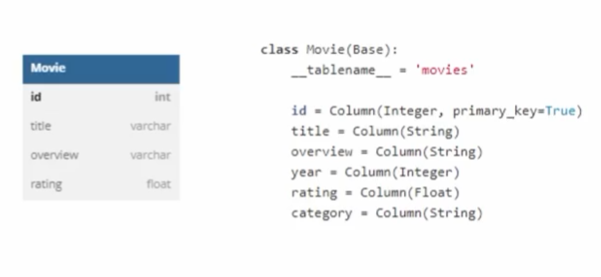 Movie
id int
title varchar
overview varchar
rating float
class Movie(Base):
__tablename__ = 'movies'
id = Column(Integer, primary_key=True)
title = Column(String)
overview = Column(String)
year = Column(Integer)
rating = Column(Float)
category = Column(String)